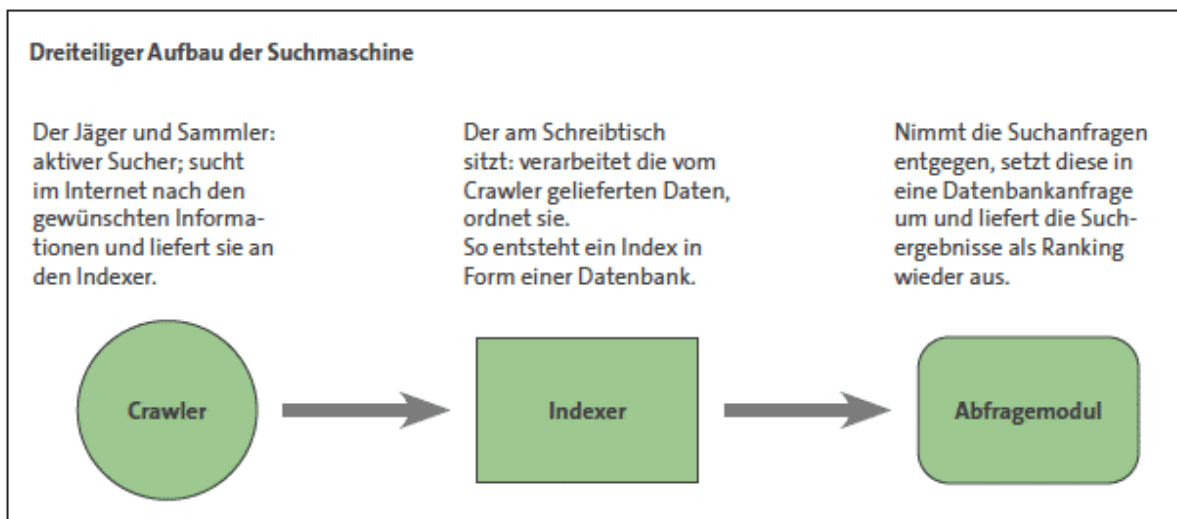 Dreiteiliger Aufbau der Suchmaschine
Der Jäger und Sammler:
aktiver Sucher; sucht
im Internet nach den
gewünschten Informa-
tionen und liefert sie an
den Indexer.
Der am Schreibtisch
sitzt: verarbeitet die vom
Crawler gelieferten Daten,
ordnet sie.
So entsteht ein Index in
Form einer Datenbank.
Nimmt die Suchanfragen
entgegen, setzt diese in
eine Datenbankanfrage
um und liefert die Such-
ergebnisse als Ranking
wieder aus.
Crawler
Indexer
Abfragemodul